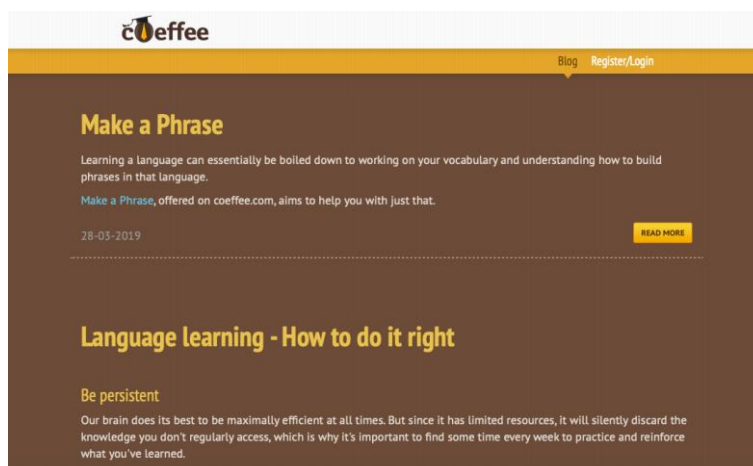 coeffee
Blog Register/Login
Make a Phrase
Learning a language can essentially be boiled down to working on your vocabulary and understanding how to build
phrases in that language.
Make a Phrase, offered on coeffee.com, aims to help you with just that.
28-03-2019 READ MORE
Language learning - How to do it right
Be persistent
Our brain does its best to be maximally efficient at all times. But since it has limited resources, it will silently discard the
knowledge you don't regularly access, which is why it's important to find some time every week to practice and reinforce
what you've learned.